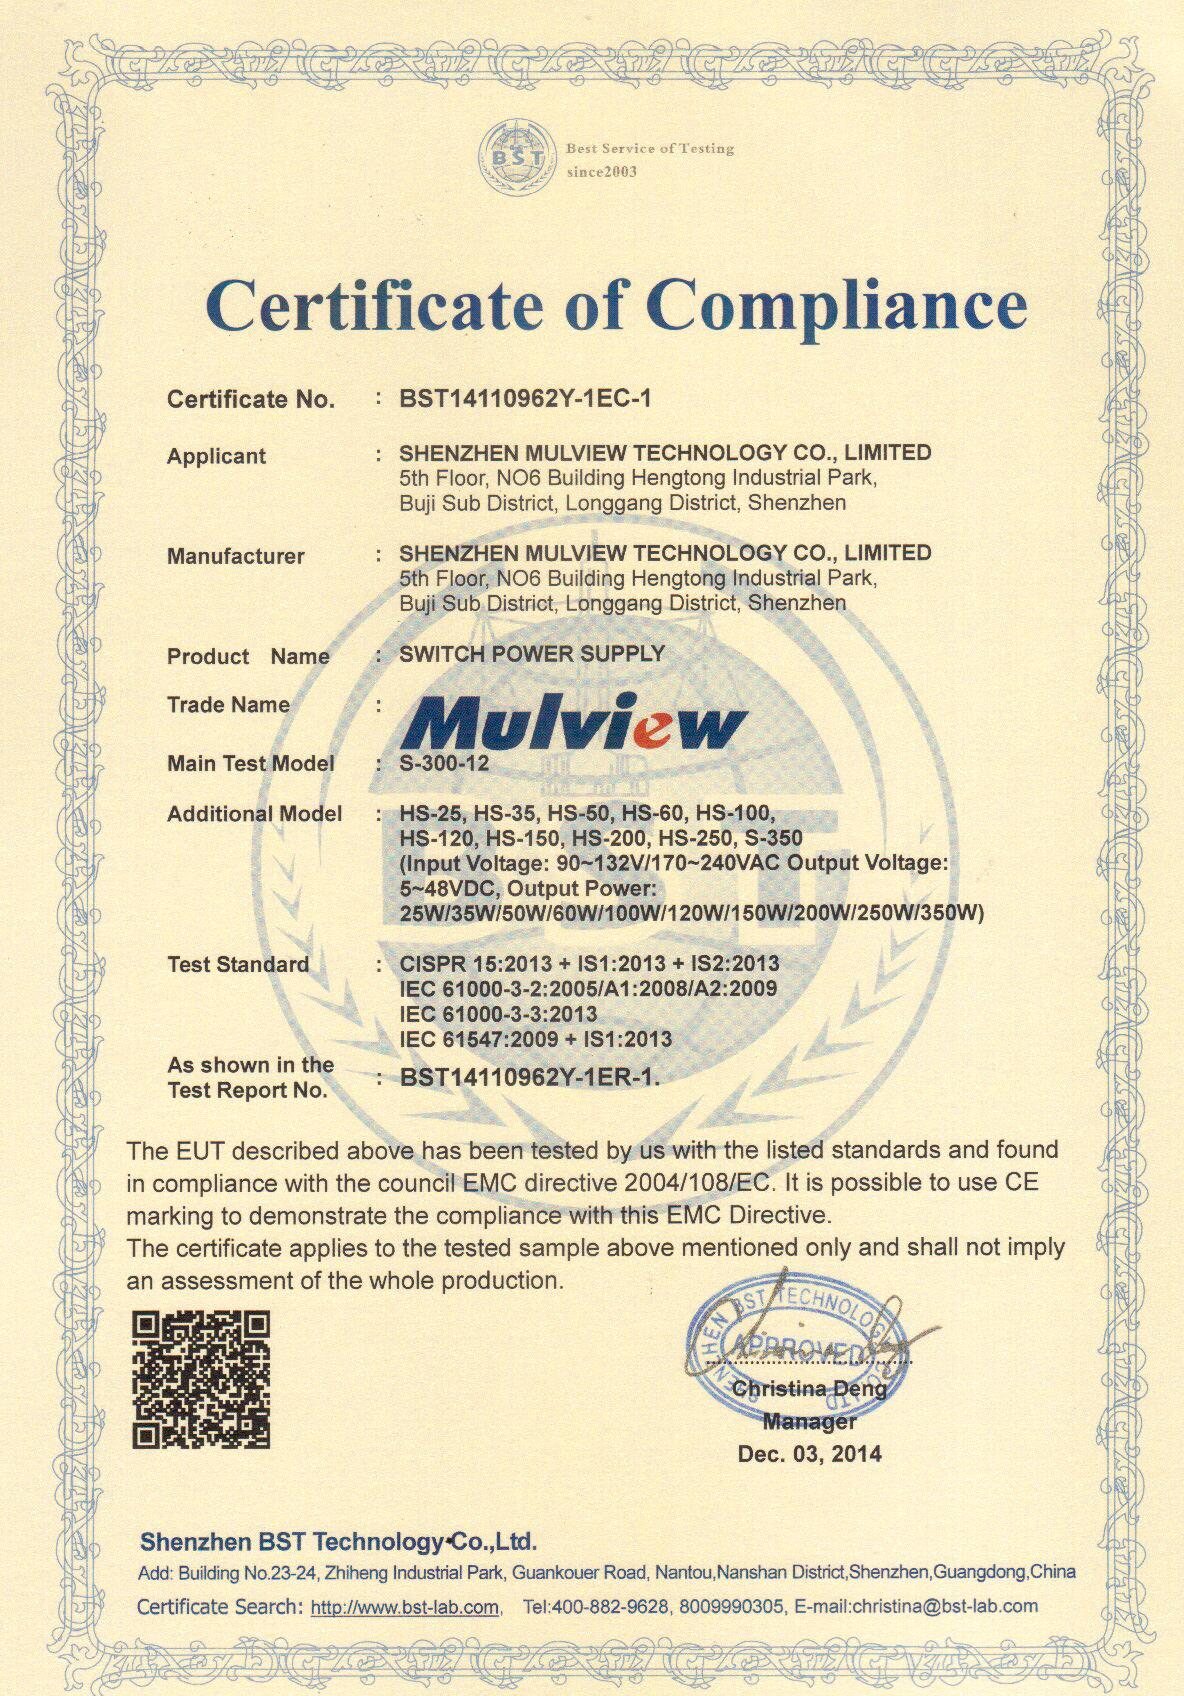 BST
Best Service of Testing
since2003
Certificate of Compliance
Certificate No. : BST14110962Y-1EC-1
Applicant : SHENZHEN MULVIEW TECHNOLOGY CO., LIMITED
5th Floor, NO6 Building Hengtong Industrial Park,
Buji Sub District, Longgang District, Shenzhen
Manufacturer : SHENZHEN MULVIEW TECHNOLOGY CO., LIMITED
5th Floor, NO6 Building Hengtong Industrial Park,
Buji Sub District, Longgang District, Shenzhen
Product Name : SWITCH POWER SUPPLY
Trade Name : Mulview
Main Test Model : S-300-12
Additional Model : HS-25, HS-35, HS-50, HS-60, HS-100,
HS-120, HS-150, HS-200, HS-250, S-350
(Input Voltage: 90~132V/170~240VAC Output Voltage:
5~48VDC, Output Power:
25W/35W/50W/60W/100W/120W/150W/200W/250W/350W)
BST
Test Standard : CISPR 15:2013 + IS1:2013 + IS2:2013
IEC 61000-3-2:2005/A1:2008/A2:2009
IEC 61000-3-3:2013
IEC 61547:2009 + IS1:2013
As shown in the
Test Report No. : BST14110962Y-1ER-1.
The EUT described above has been tested by us with the listed standards and found
in compliance with the council EMC directive 2004/108/EC. It is possible to use CE
marking to demonstrate the compliance with this EMC Directive.
The certificate applies to the tested sample above mentioned only and shall not imply
an assessment of the whole production.
SHENZHEN BST TECHNOLOGY CO.,LTD
APPROVED
Christina Deng
Manager
Dec. 03, 2014
Shenzhen BST Technology Co.,Ltd.
Add: Building No.23-24, Zhiheng Industrial Park, Guankouer Road, Nantou,Nanshan District,Shenzhen,Guangdong,China
Certificate Search: http://www.bst-lab.com, Tel:400-882-9628, 8009990305, E-mail:christina@bst-lab.com